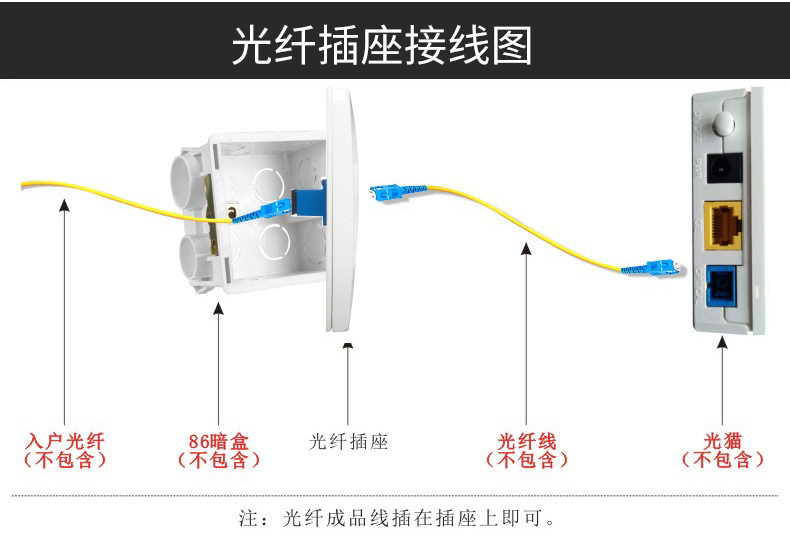 光纤插座接线图
入户光纤
（不包含）
86暗盒
（不包含）
光纤插座
光纤线
（不包含）
光猫
（不包含）
注：光纤成品线插在插座上即可。